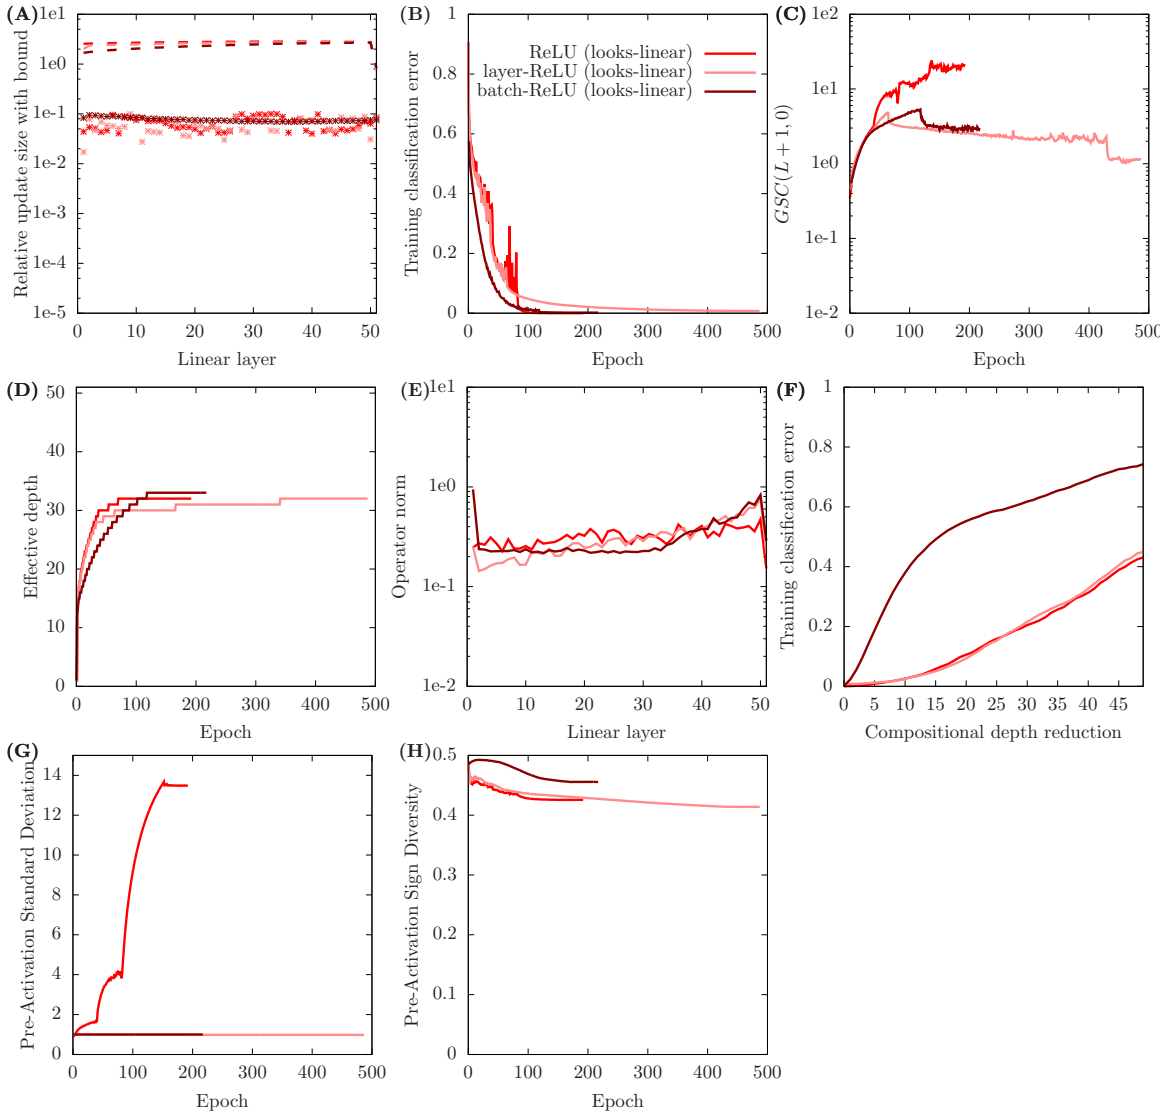 (A)
Relative update size with bound
1e1
1e0
1e-1
1e-2
1e-3
1e-4
1e-5
0 10 20 30 40 50
Linear layer
(B)
Training classification error
1
0.8
0.6
0.4
0.2
0
ReLU (looks-linear)
layer-ReLU (looks-linear)
batch-ReLU (looks-linear)
0 100 200 300 400 500
Epoch
(C)
GSC(L + 1, 0)
1e2
1e1
1e0
1e-1
1e-2
0 100 200 300 400 500
Epoch
(D)
Effective depth
50
40
30
20
10
0
0 100 200 300 400 500
Epoch
(E)
Operator norm
1e1
1e0
1e-1
1e-2
0 10 20 30 40 50
Linear layer
(F)
Training classification error
1
0.8
0.6
0.4
0.2
0
0 5 10 15 20 25 30 35 40 45
Compositional depth reduction
(G)
Pre-Activation Standard Deviation
14
12
10
8
6
4
2
0
0 100 200 300 400 500
Epoch
(H)
Pre-Activation Sign Diversity
0.5
0.4
0.3
0.2
0.1
0
0 100 200 300 400 500
Epoch